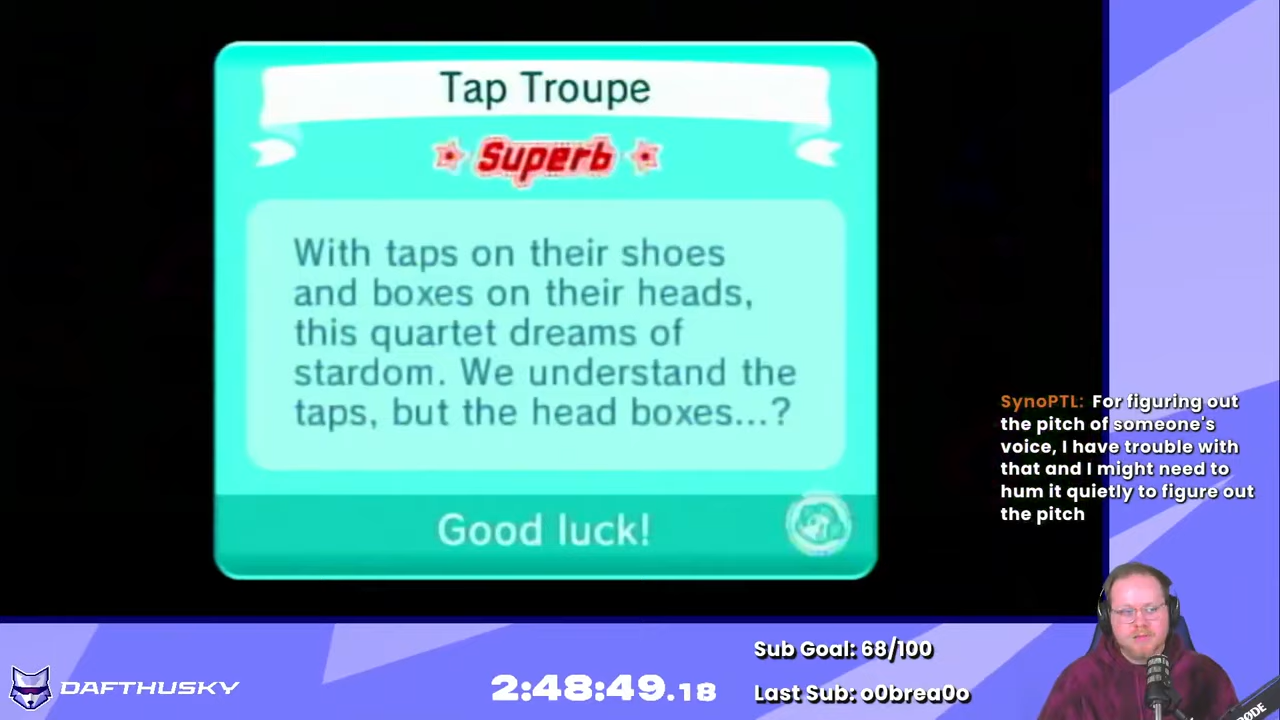 Tap Troupe
Superb
With taps on their shoes
and boxes on their heads,
this quartet dreams of
stardom. We understand the
taps, but the head boxes...?
Good luck!
SynoPTL: For figuring out
the pitch of someone's
voice, I have trouble with
that and I might need to
hum it quietly to figure out
the pitch
DAFTHUSKY
2:48:49.18
Sub Goal: 68/100
Last Sub: o0brea0o